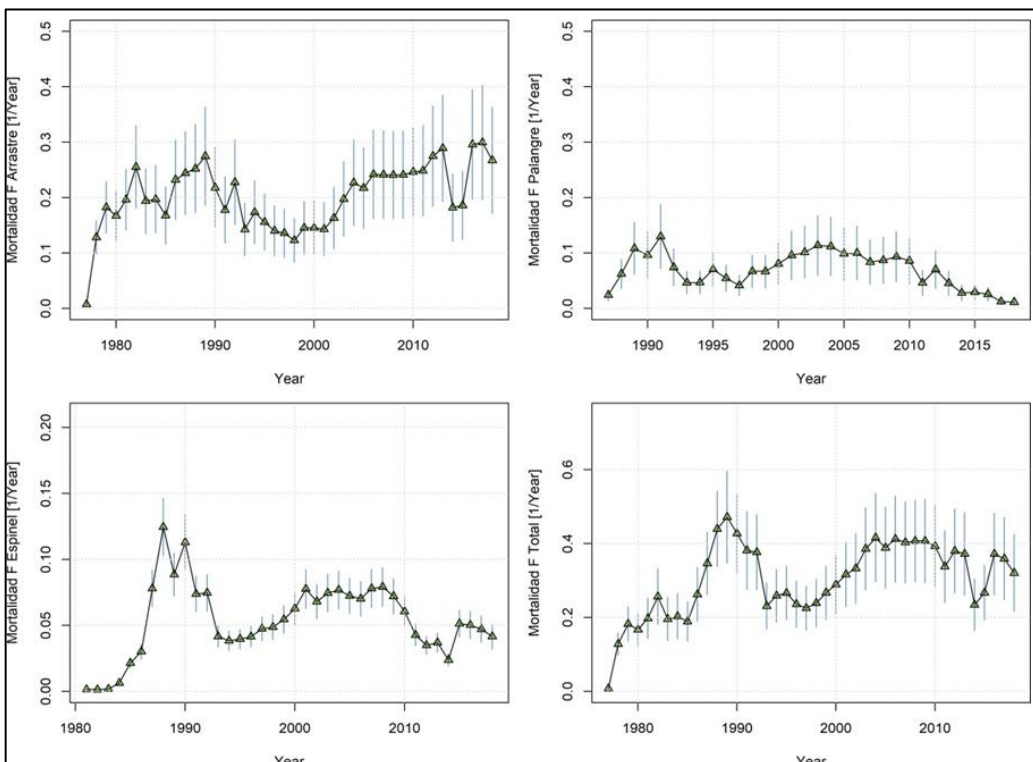 Mortalidad F Arrastre [1/Year]
0.5
0.4
0.3
0.2
0.1
0.0
1980 1990 2000 2010
Year
Mortalidad F Palangre [1/Year]
0.5
0.4
0.3
0.2
0.1
0.0
1990 1995 2000 2005 2010 2015
Year
Mortalidad F Espinel [1/Year]
0.20
0.15
0.10
0.05
0.00
1980 1990 2000 2010
Year
Mortalidad F Total [1/Year]
0.6
0.4
0.2
0.0
1980 1990 2000 2010
Year